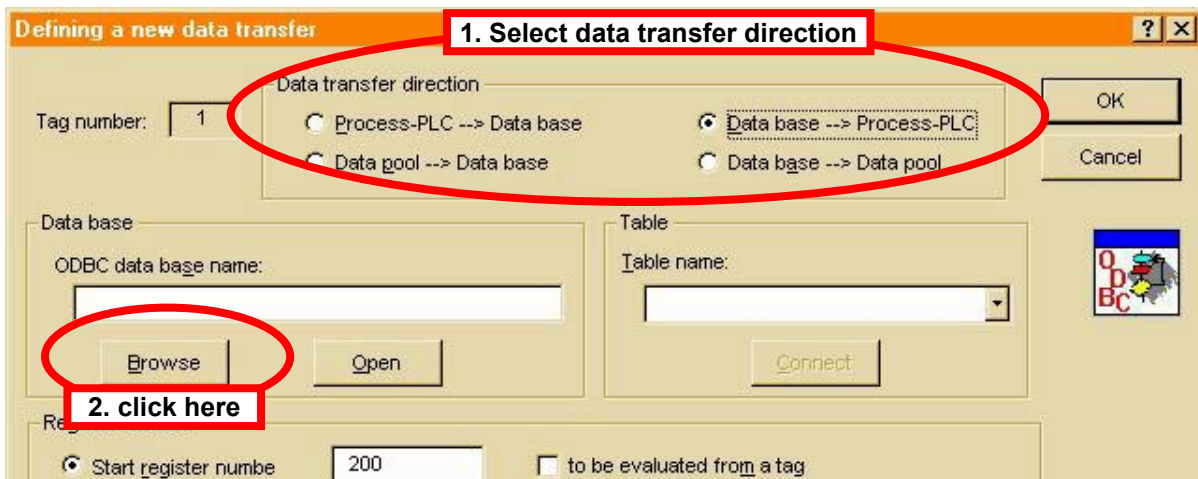 Defining a new data transfer
1. Select data transfer direction
Data transfer direction
Tag number: 1
Process-PLC --> Data base
Data base --> Process-PLC
Data pool --> Data base
Data base --> Data pool
OK
Cancel
Data base
ODBC data base name:
Browse
Open
Table
Table name:
Connect
ODBC
2. click here
Start register numbe
200
to be evaluated from a tag